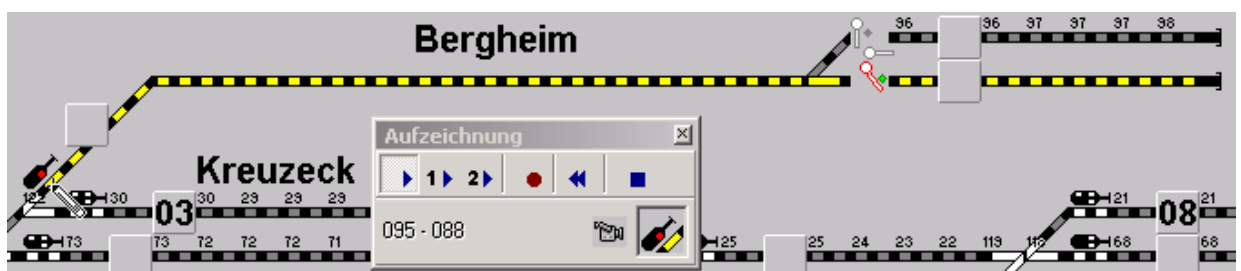 96 96 97 97 97 98
Bergheim
Aufzeichnung
Kreuzeck
1 2
122 30 03 30 29 29 29
21 08 21
095 - 088
73 73 72 72 72 71
25 25 24 23 22 119 118 68 68